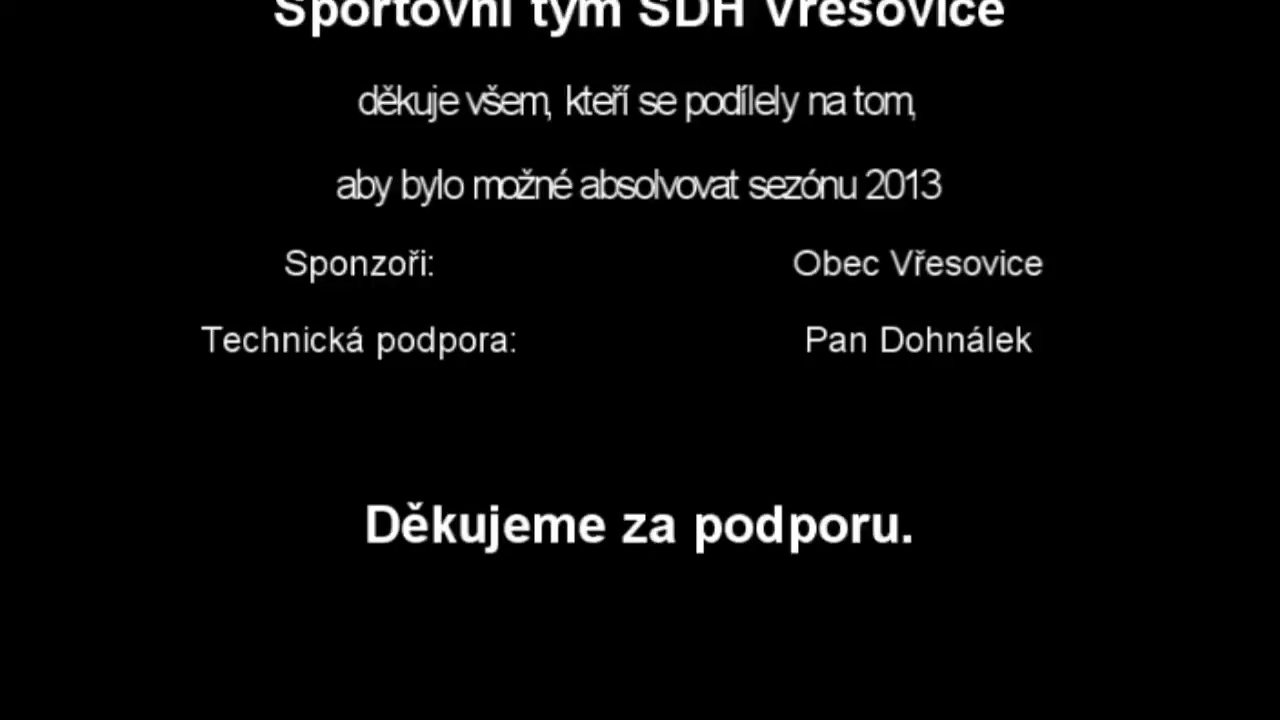 Sportovní tým SDH Vřesovice
děkuje všem, kteří se podílely na tom,
aby bylo možné absolvovat sezónu 2013
Sponzoři: Obec Vřesovice
Technická podpora: Pan Dohnálek
Děkujeme za podporu.